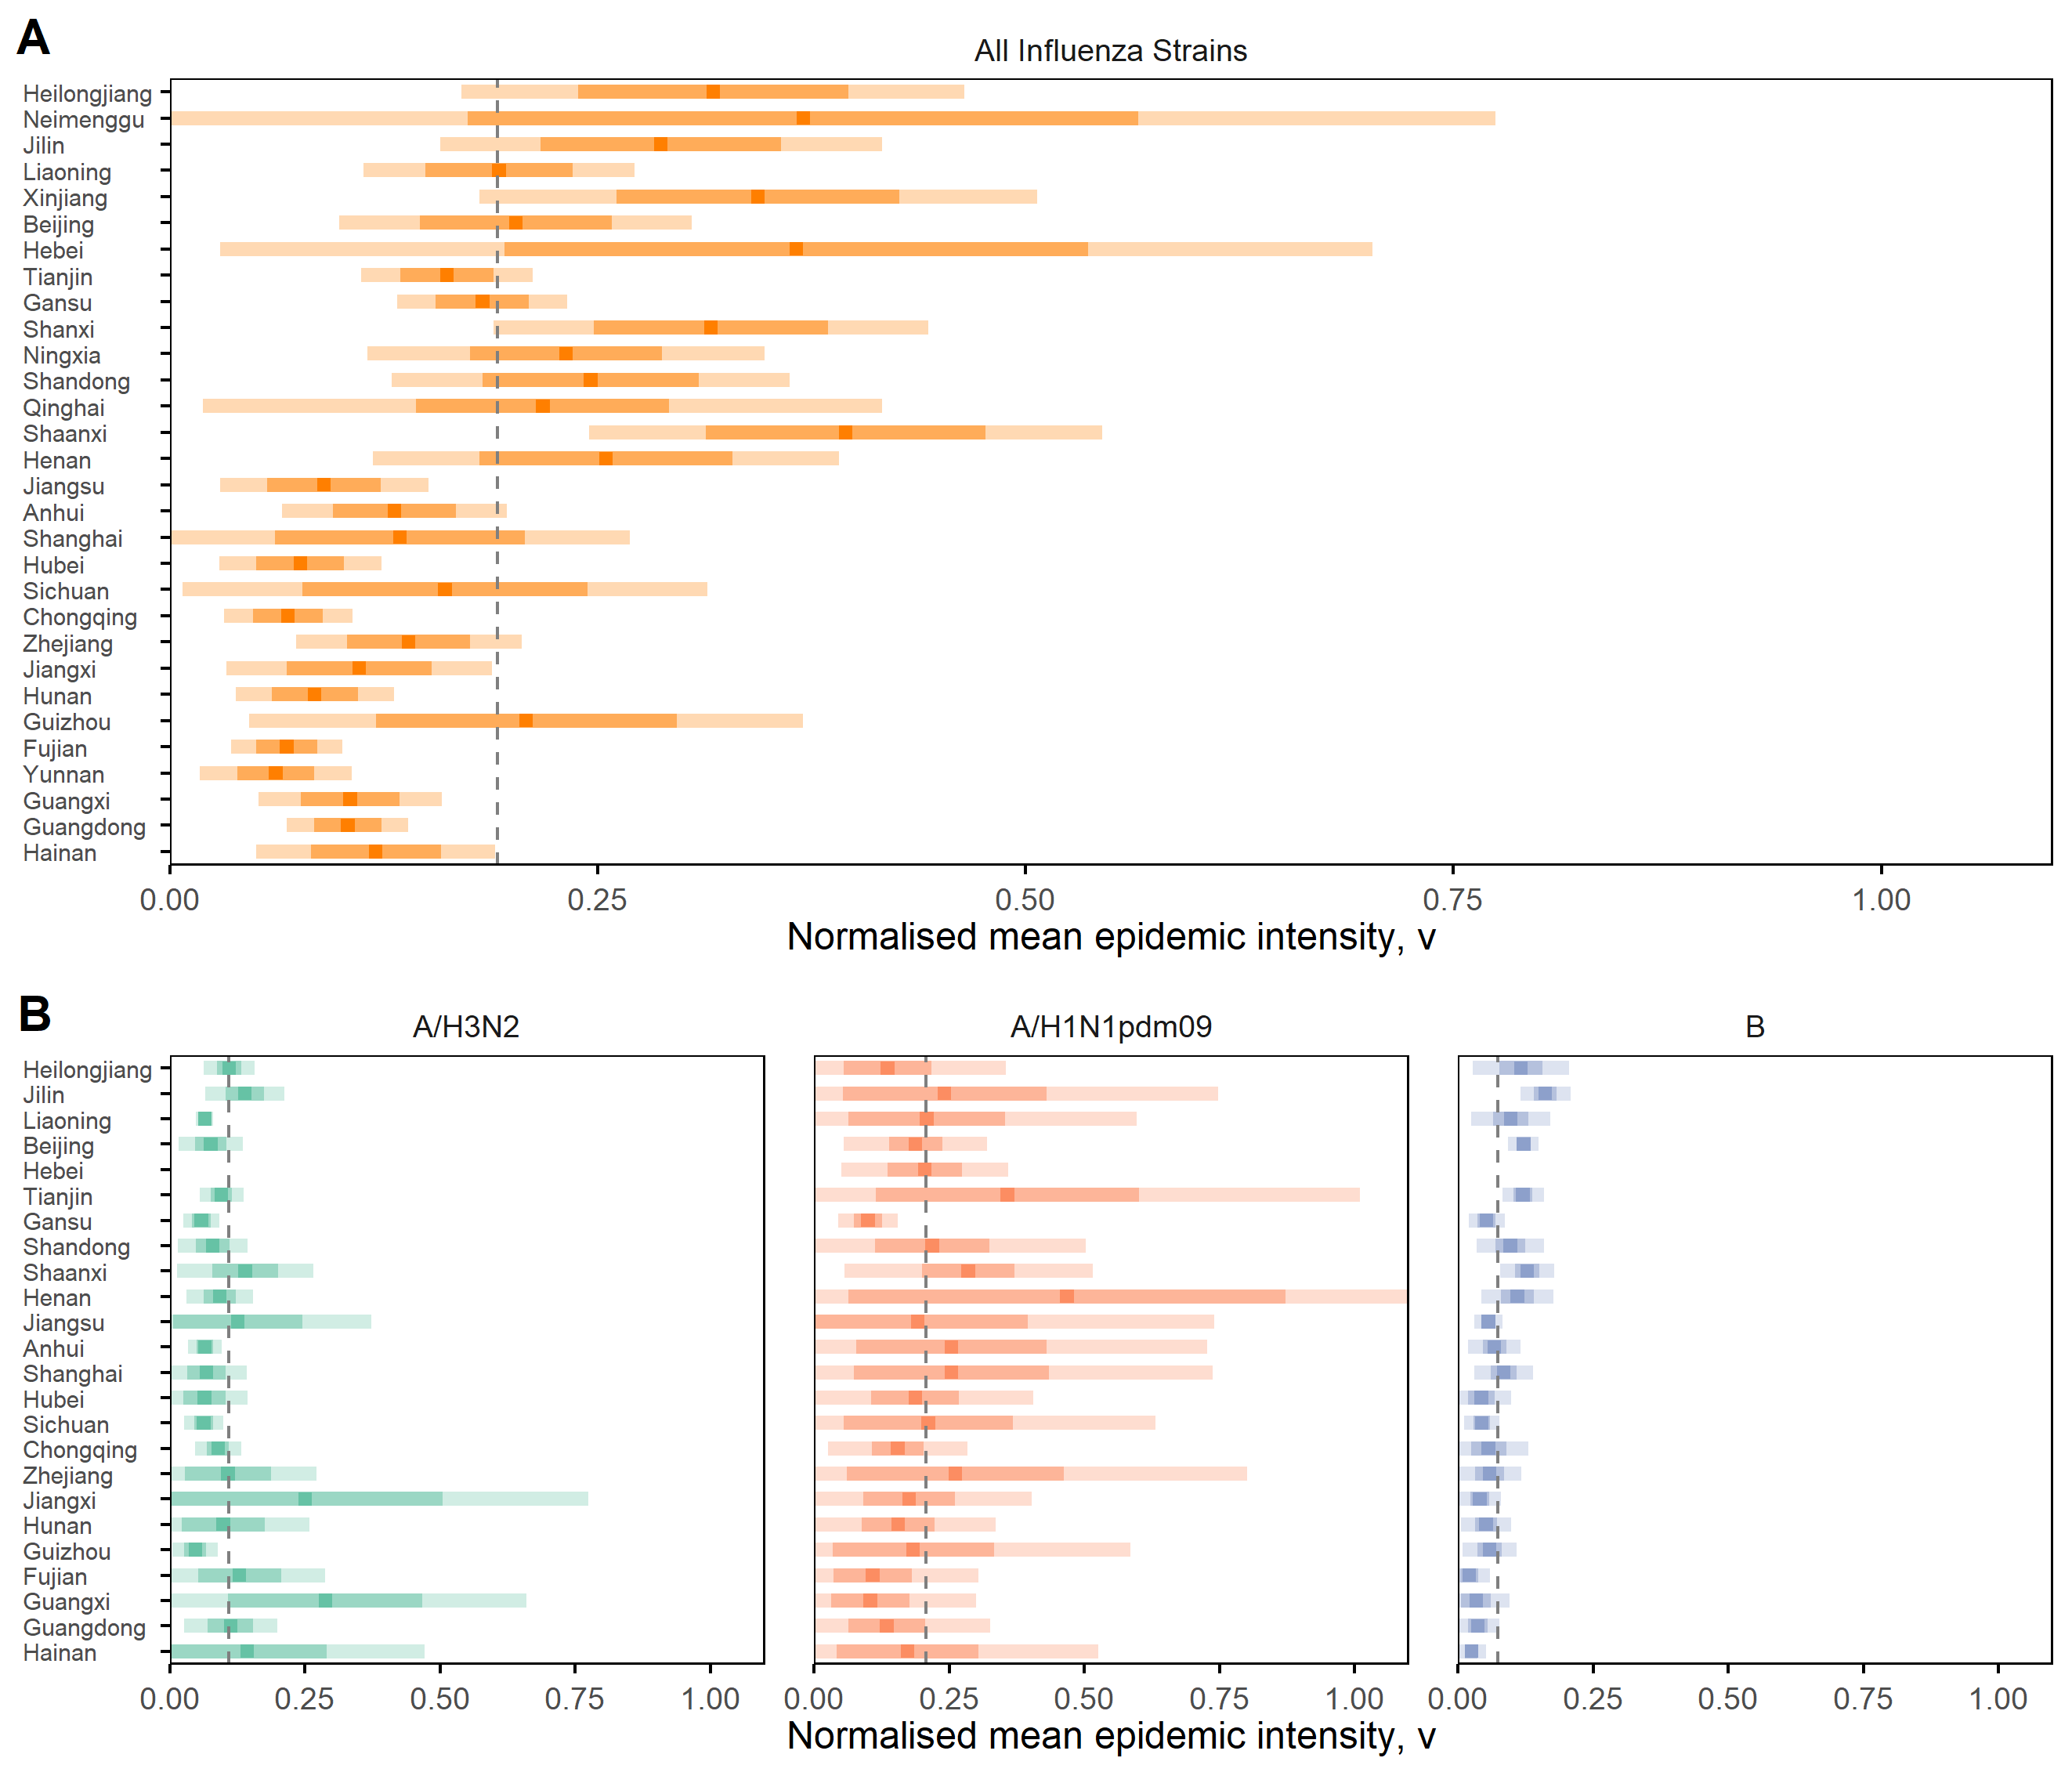 A
All Influenza Strains
Heilongjiang
Neimenggu
Jilin
Liaoning
Xinjiang
Beijing
Hebei
Tianjin
Gansu
Shanxi
Ningxia
Shandong
Qinghai
Shaanxi
Henan
Jiangsu
Anhui
Shanghai
Hubei
Sichuan
Chongqing
Zhejiang
Jiangxi
Hunan
Guizhou
Fujian
Yunnan
Guangxi
Guangdong
Hainan
0.00 0.25 0.50 0.75 1.00
Normalised mean epidemic intensity, v
B
A/H3N2 A/H1N1pdm09 B
Heilongjiang
Jilin
Liaoning
Beijing
Hebei
Tianjin
Gansu
Shandong
Shaanxi
Henan
Jiangsu
Anhui
Shanghai
Hubei
Sichuan
Chongqing
Zhejiang
Jiangxi
Hunan
Guizhou
Fujian
Guangxi
Guangdong
Hainan
0.00 0.25 0.50 0.75 1.00 0.00 0.25 0.50 0.75 1.00 0.00 0.25 0.50 0.75 1.00
Normalised mean epidemic intensity, v